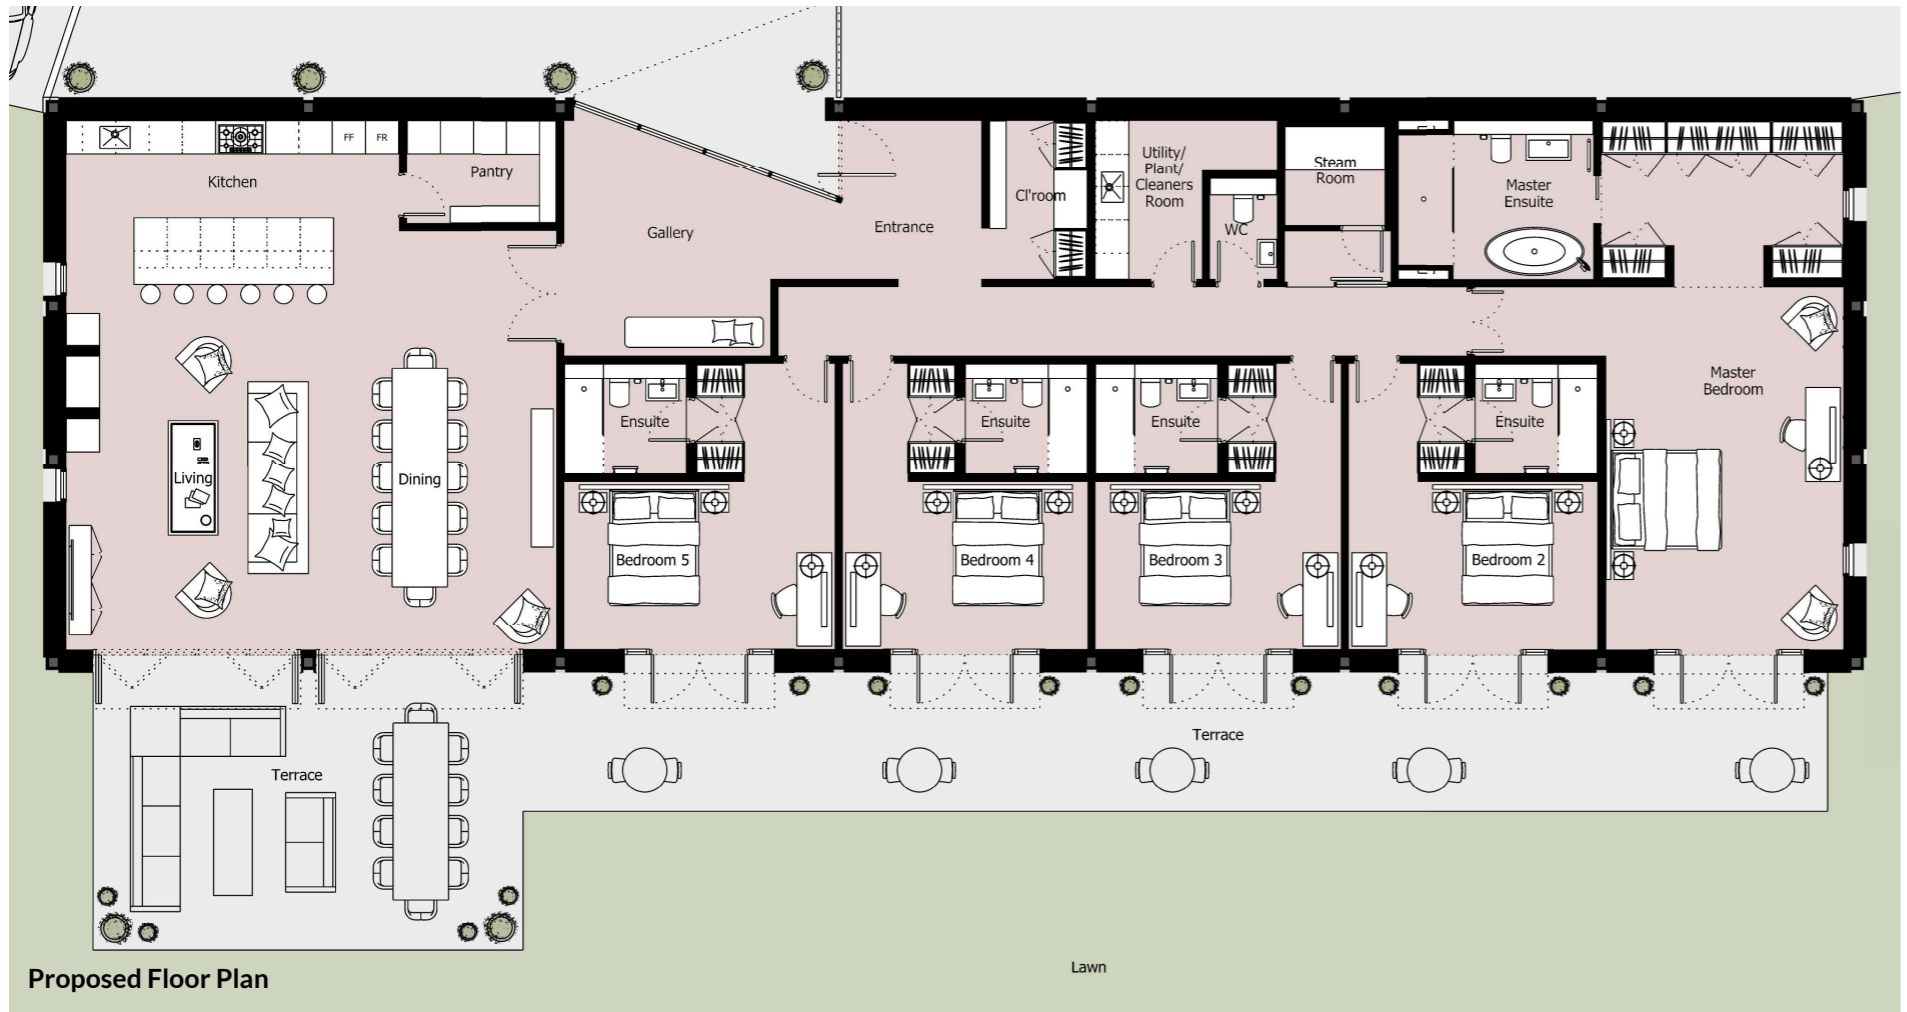 FF
FR
Kitchen
Pantry
Gallery
Entrance
Cl'room
Utility/
Plant/
Cleaners
Room
WC
Steam
Room
Master
Ensuite
Master
Bedroom
Living
Dining
Ensuite
Ensuite
Ensuite
Ensuite
Bedroom 5
Bedroom 4
Bedroom 3
Bedroom 2
Terrace
Terrace
Lawn
Proposed Floor Plan